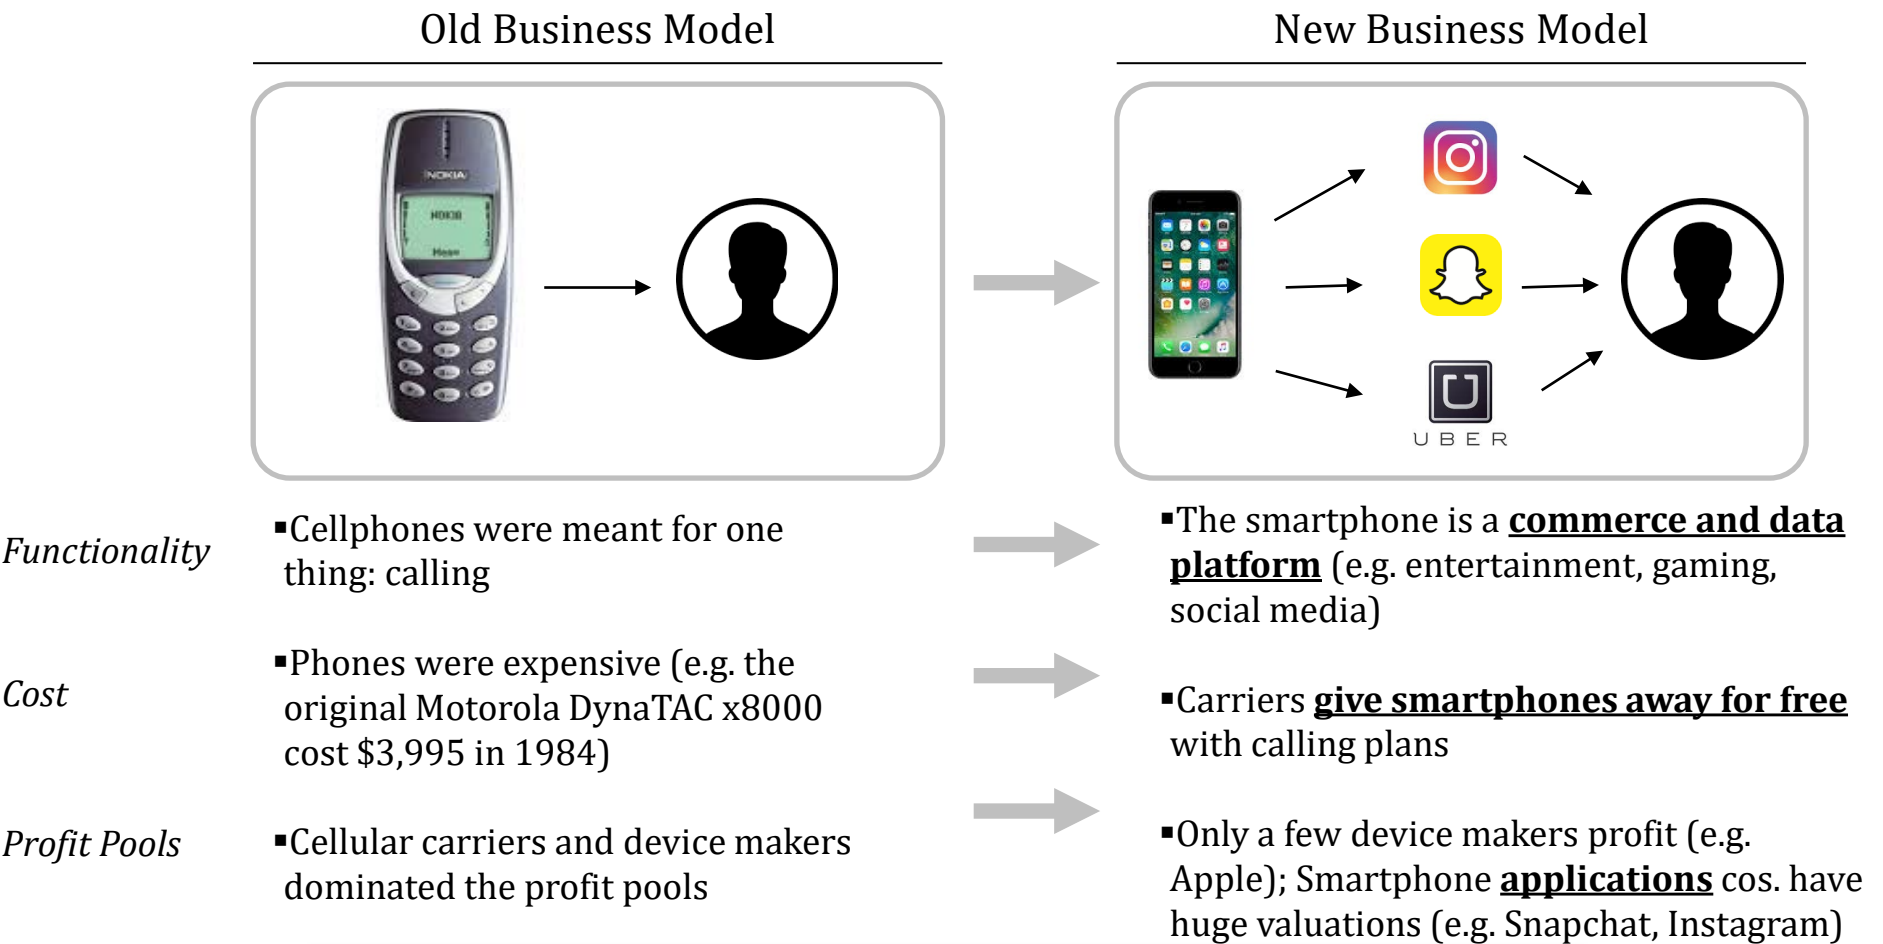 Old Business Model
New Business Model
NOKIA
NOKIA
Menu
UBER
Functionality
▪Cellphones were meant for one
thing: calling
▪The smartphone is a commerce and data
platform (e.g. entertainment, gaming,
social media)
Cost
▪Phones were expensive (e.g. the
original Motorola DynaTAC x8000
cost $3,995 in 1984)
▪Carriers give smartphones away for free
with calling plans
Profit Pools
▪Cellular carriers and device makers
dominated the profit pools
▪Only a few device makers profit (e.g.
Apple); Smartphone applications cos. have
huge valuations (e.g. Snapchat, Instagram)